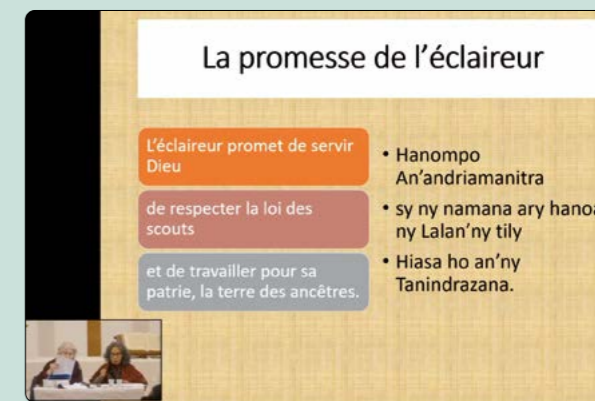 La promesse de l'éclaireur
L'éclaireur promet de servir
Dieu
de respecter la loi des
scouts
et de travailler pour sa
patrie, la terre des ancêtres.
• Hanompo
An'andriamanitra
• sy ny namana ary hanoa
ny Lalan'ny tily
• Hiasa ho an'ny
Tanindrazana.